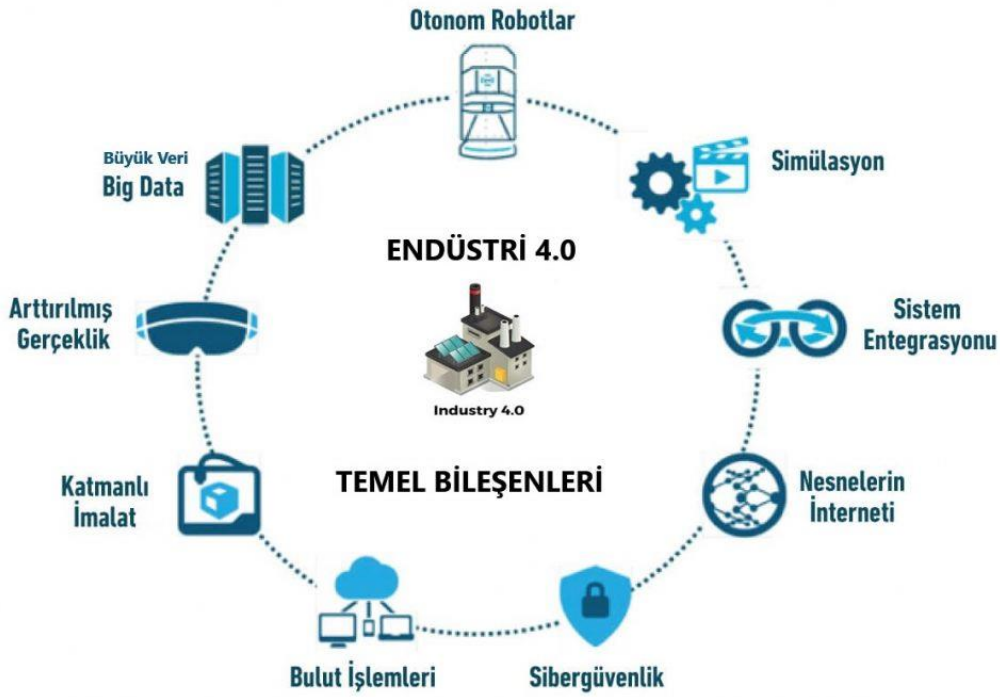 Otonom Robotlar
Simülasyon
Sistem
Entegrasyonu
Nesnelerin
İnterneti
Sibergüvenlik
Bulut İşlemleri
Katmanlı
İmalat
Arttırılmış
Gerçeklik
Büyük Veri
Big Data
ENDÜSTRİ 4.0
Industry 4.0
TEMEL BİLEŞENLERİ